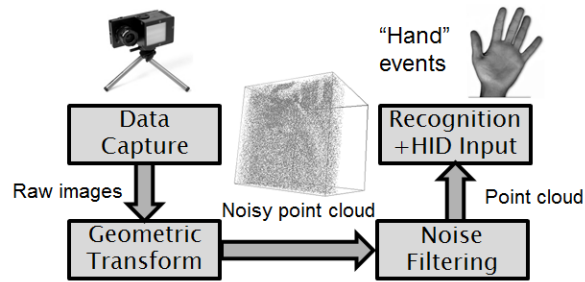 “Hand”
events
Data
Capture
Recognition
+HID Input
Raw images
Noisy point cloud
Point cloud
Geometric
Transform
Noise
Filtering